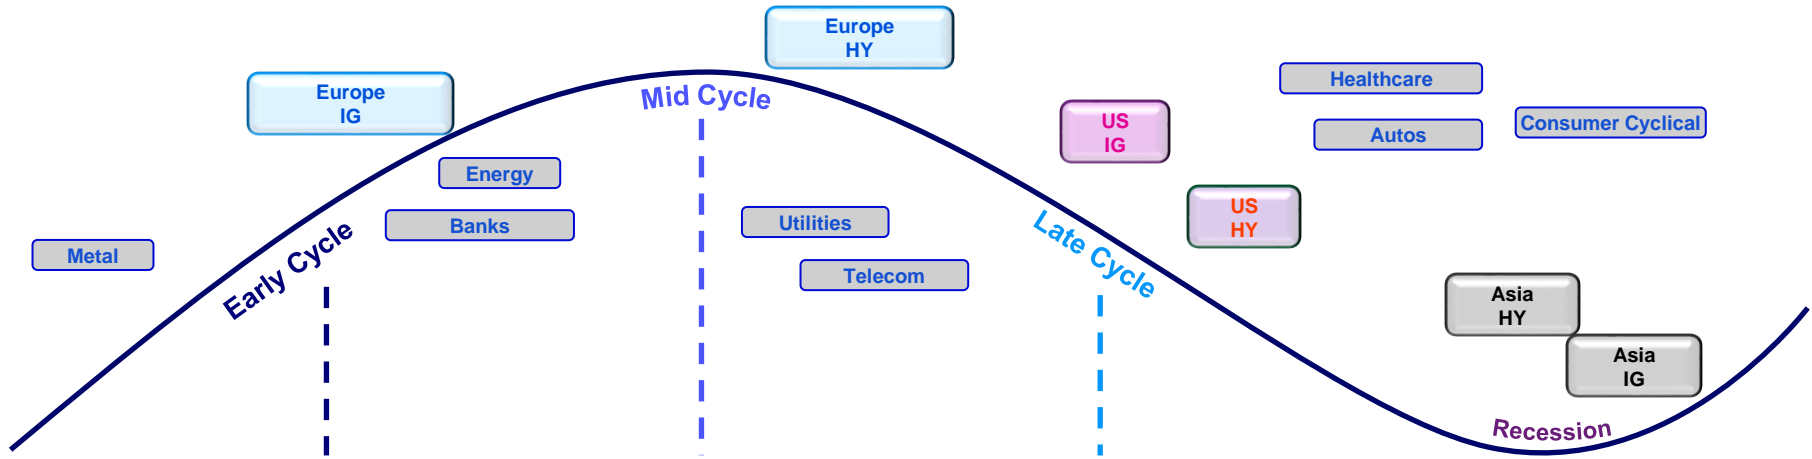 Europe
HY
Europe
IG
Mid Cycle
Healthcare
US
IG
Autos
Consumer Cyclical
Energy
Banks
Utilities
US
HY
Metal
Early Cycle
Late Cycle
Telecom
Asia
HY
Asia
IG
Recession